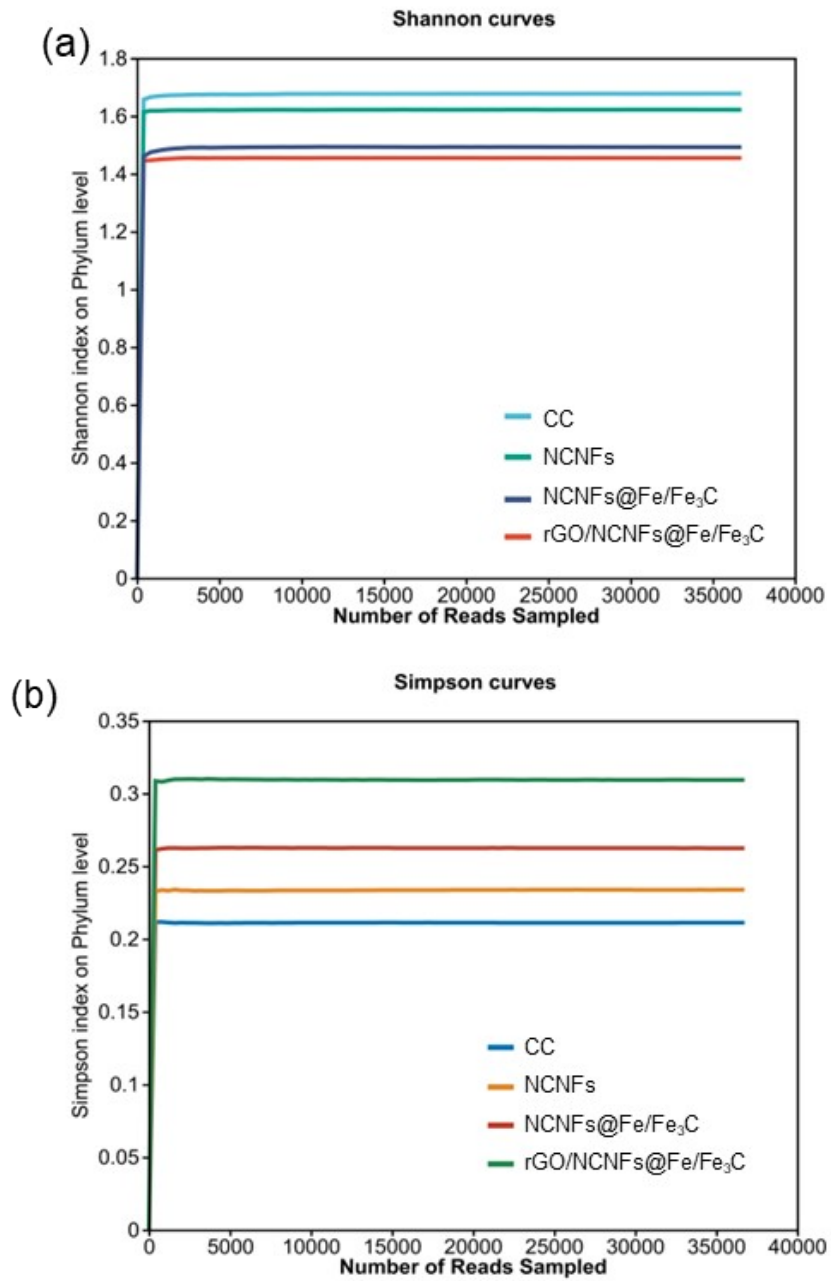 Shannon curves
(a)
Shannon index on Phylum level
1.8
1.6
1.4
1.2
1
0.8
0.6
0.4
0.2
0
CC
NCNFs
NCNFs@Fe/Fe₃C
rGO/NCNFs@Fe/Fe₃C
0 5000 10000 15000 20000 25000 30000 35000 40000
Number of Reads Sampled
Simpson curves
(b)
Simpson index on Phylum level
0.35
0.3
0.25
0.2
0.15
0.1
0.05
0
CC
NCNFs
NCNFs@Fe/Fe₃C
rGO/NCNFs@Fe/Fe₃C
0 5000 10000 15000 20000 25000 30000 35000 40000
Number of Reads Sampled